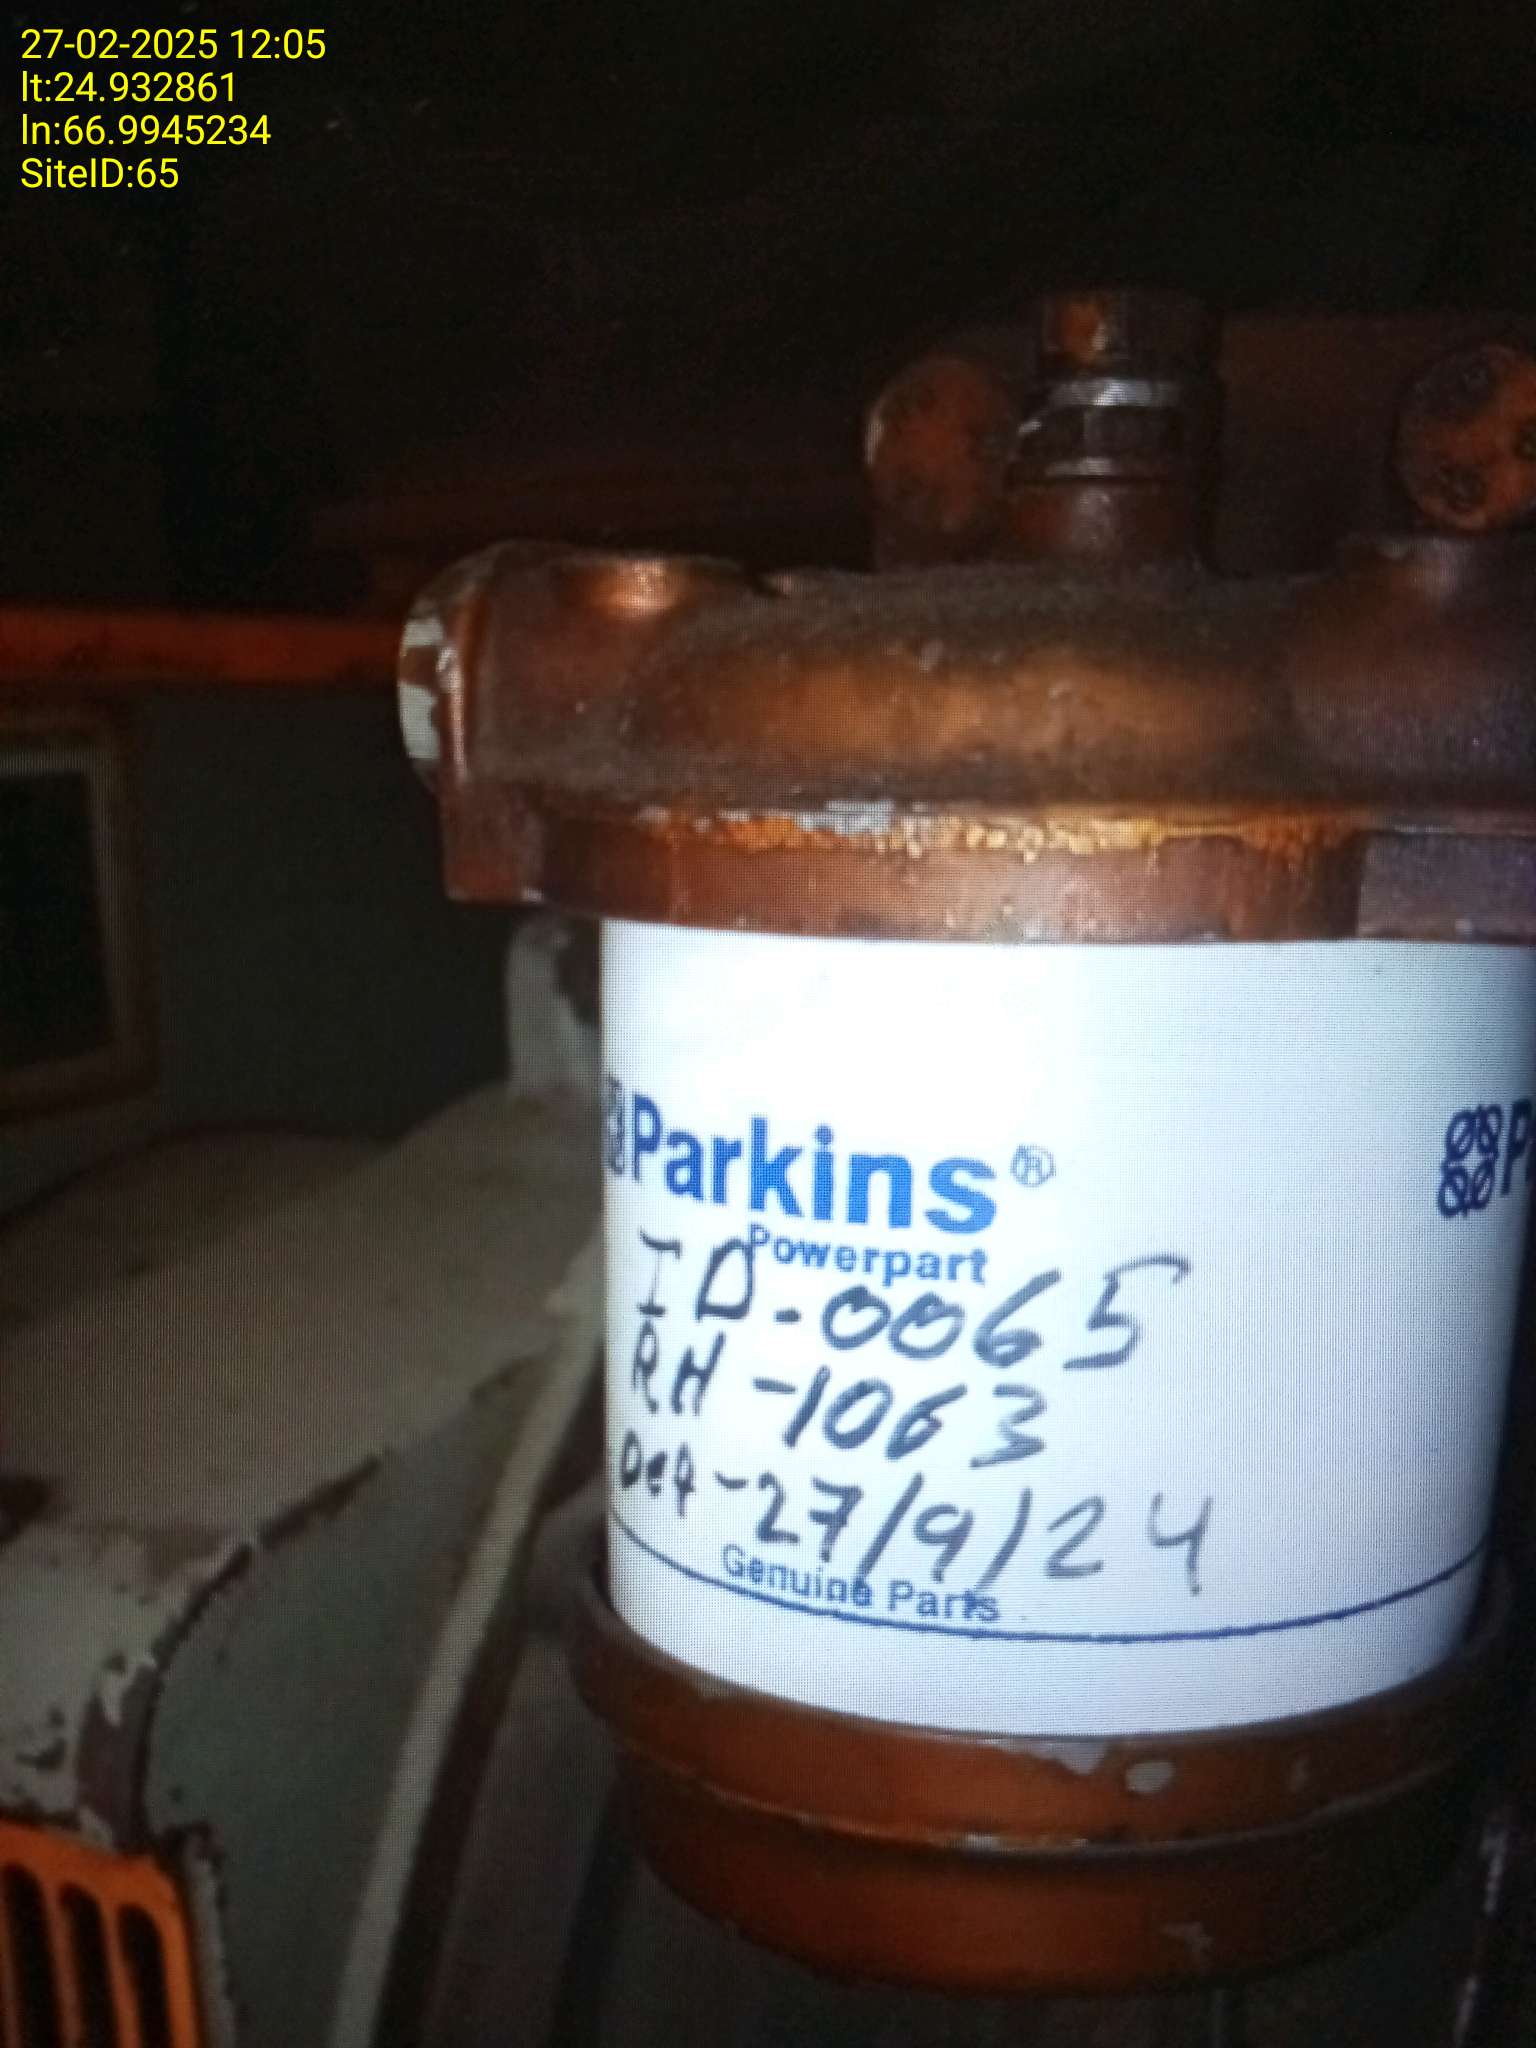 27-02-2025 12:05
lt:24.932861
ln:66.9945234
SiteID:65
Parkins®
Powerpart
ID-0065
RH-1063
-27/9/24
Genuine Parts